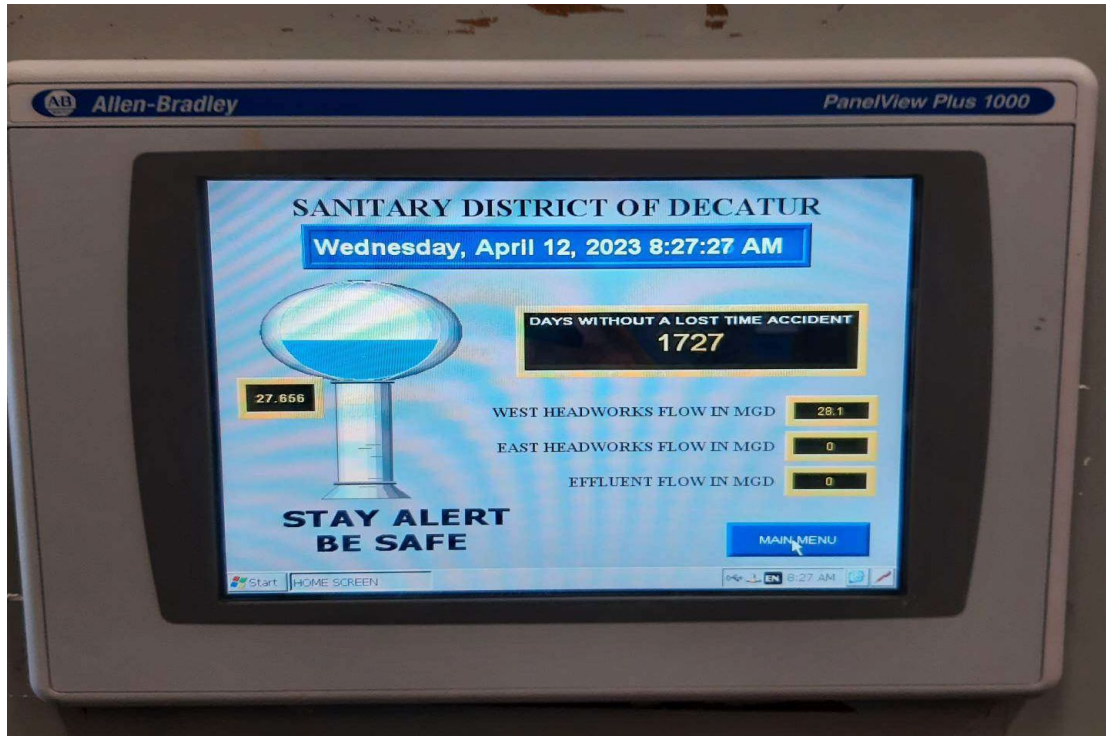 AB Allen-Bradley
PanelView Plus 1000
SANITARY DISTRICT OF DECATUR
Wednesday, April 12, 2023 8:27:27 AM
DAYS WITHOUT A LOST TIME ACCIDENT
1727
27.656
WEST HEADWORKS FLOW IN MGD 28.1
EAST HEADWORKS FLOW IN MGD 0
EFFLUENT FLOW IN MGD 0
STAY ALERT
BE SAFE
MAIN MENU
Start HOME SCREEN EN 8:27 AM